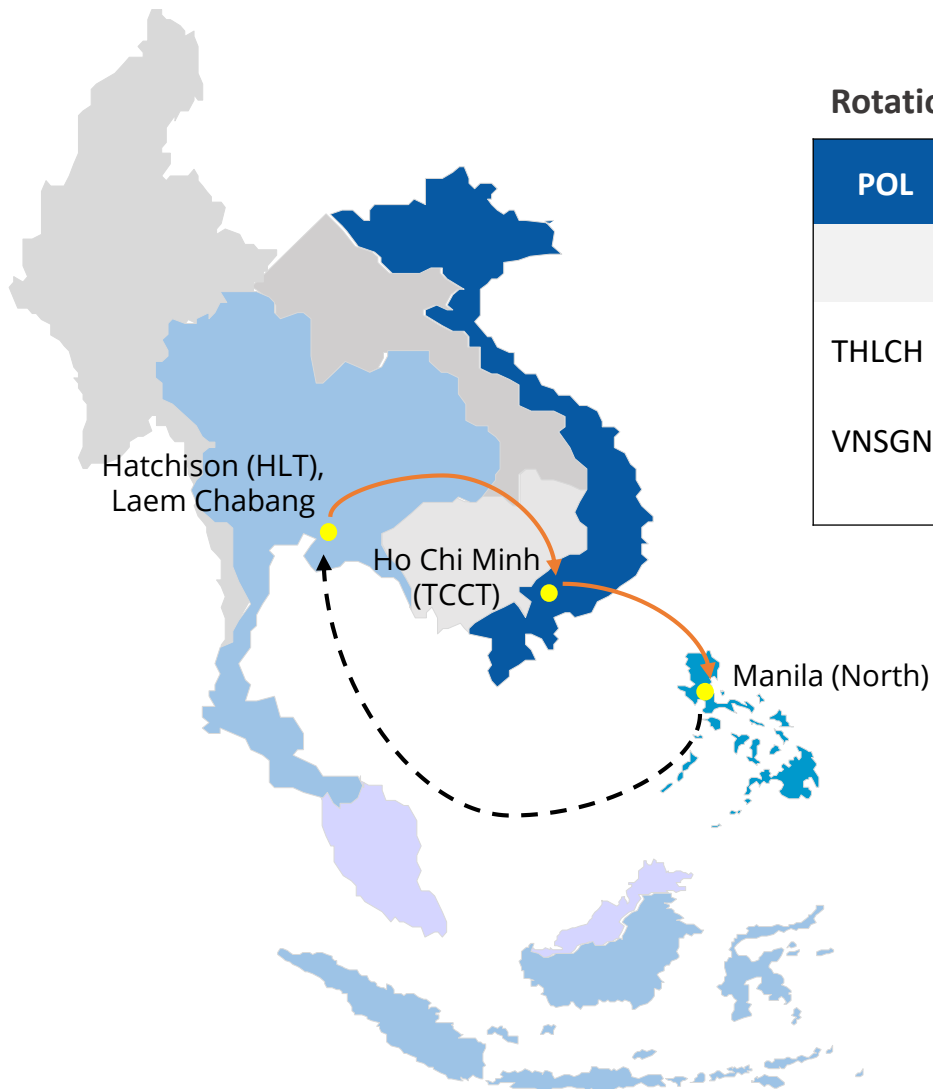 Rotatio
POL
THLCH
VNSGN
Hatchison (HLT),
Laem Chabang
Ho Chi Minh
(TCCT)
Manila (North)